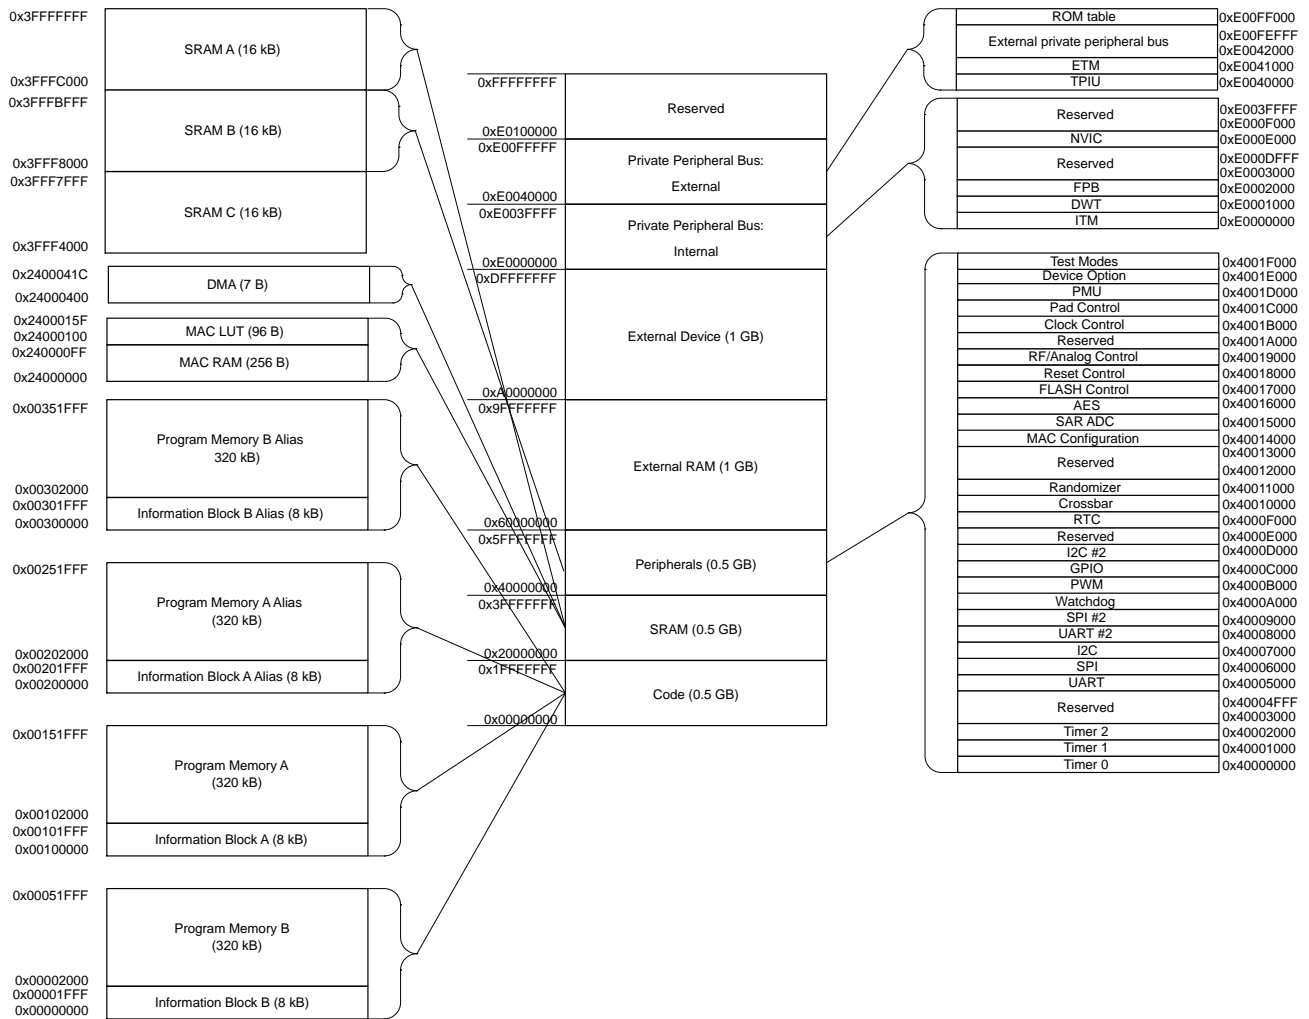 0x3FFFFFFF
SRAM A (16 kB)
0x3FFFC000
0x3FFFBFFF
SRAM B (16 kB)
0x3FFF8000
0x3FFF7FFF
SRAM C (16 kB)
0x3FFF4000
0x2400041C
DMA (7 B)
0x24000400
0x2400015F
MAC LUT (96 B)
0x24000100
0x240000FF
MAC RAM (256 B)
0x24000000
0x00351FFF
Program Memory B Alias
320 kB)
0x00302000
0x00301FFF
Information Block B Alias (8 kB)
0x00300000
0x00251FFF
Program Memory A Alias
(320 kB)
0x00202000
0x00201FFF
Information Block A Alias (8 kB)
0x00200000
0x00151FFF
Program Memory A
(320 kB)
0x00102000
0x00101FFF
Information Block A (8 kB)
0x00100000
0x00051FFF
Program Memory B
(320 kB)
0x00002000
0x00001FFF
Information Block B (8 kB)
0x00000000
0xFFFFFFFF
Reserved
0xE0100000
0xE00FFFFF
Private Peripheral Bus:
External
0xE0040000
0xE003FFFF
Private Peripheral Bus:
Internal
0xE0000000
0xDFFFFFFF
External Device (1 GB)
0xA0000000
0x9FFFFFFF
External RAM (1 GB)
0x60000000
0x5FFFFFFF
Peripherals (0.5 GB)
0x40000000
0x3FFFFFFF
SRAM (0.5 GB)
0x20000000
0x1FFFFFFF
Code (0.5 GB)
0x00000000
ROM table 0xE00FF000
0xE00FEFFF
External private peripheral bus
0xE0042000
ETM 0xE0041000
TPIU 0xE0040000
0xE003FFFF
Reserved
0xE000F000
NVIC 0xE000E000
0xE000DFFF
Reserved
0xE0003000
FPB 0xE0002000
DWT 0xE0001000
ITM 0xE0000000
Test Modes 0x4001F000
Device Option 0x4001E000
PMU 0x4001D000
Pad Control 0x4001C000
Clock Control 0x4001B000
Reserved 0x4001A000
RF/Analog Control 0x40019000
Reset Control 0x40018000
FLASH Control 0x40017000
AES 0x40016000
SAR ADC 0x40015000
MAC Configuration 0x40014000
0x40013000
Reserved
0x40012000
Randomizer 0x40011000
Crossbar 0x40010000
RTC 0x4000F000
Reserved 0x4000E000
I2C #2 0x4000D000
GPIO 0x4000C000
PWM 0x4000B000
Watchdog 0x4000A000
SPI #2 0x40009000
UART #2 0x40008000
I2C 0x40007000
SPI 0x40006000
UART 0x40005000
0x40004FFF
Reserved
0x40003000
Timer 2 0x40002000
Timer 1 0x40001000
Timer 0 0x40000000